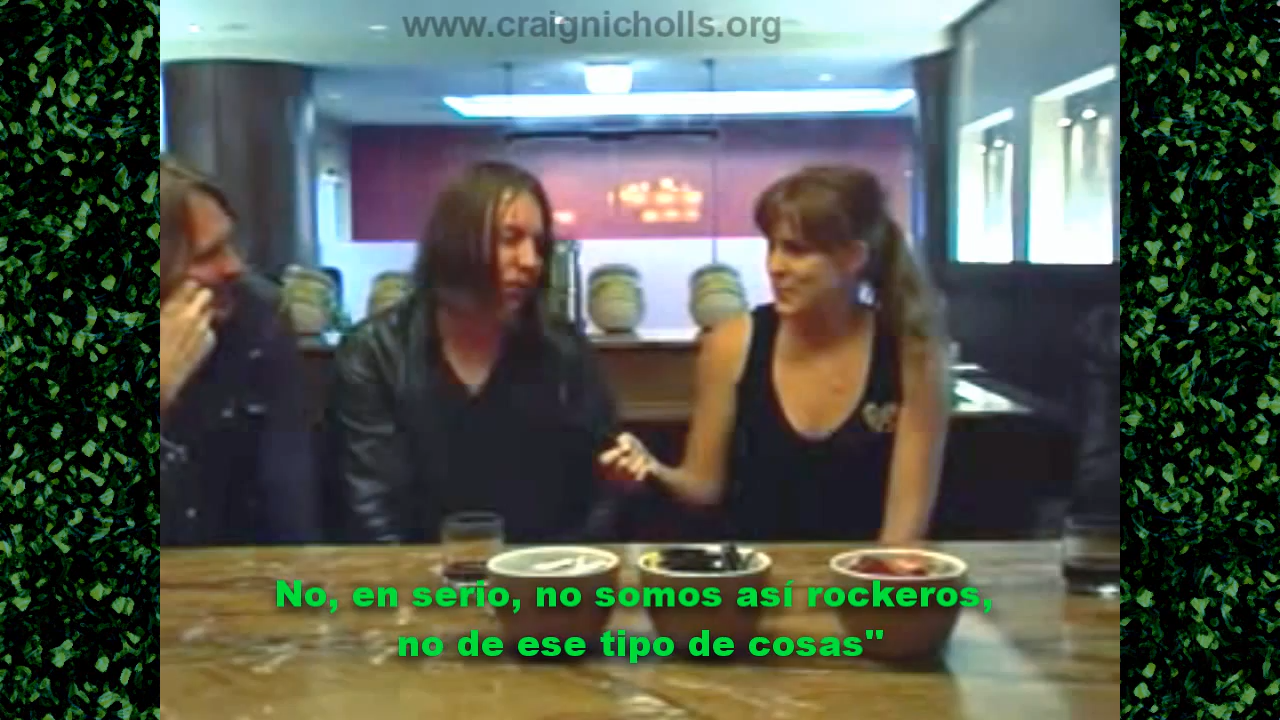 www.craignicholls.org
No, en serio, no somos así rockeros,
no de ese tipo de cosas"